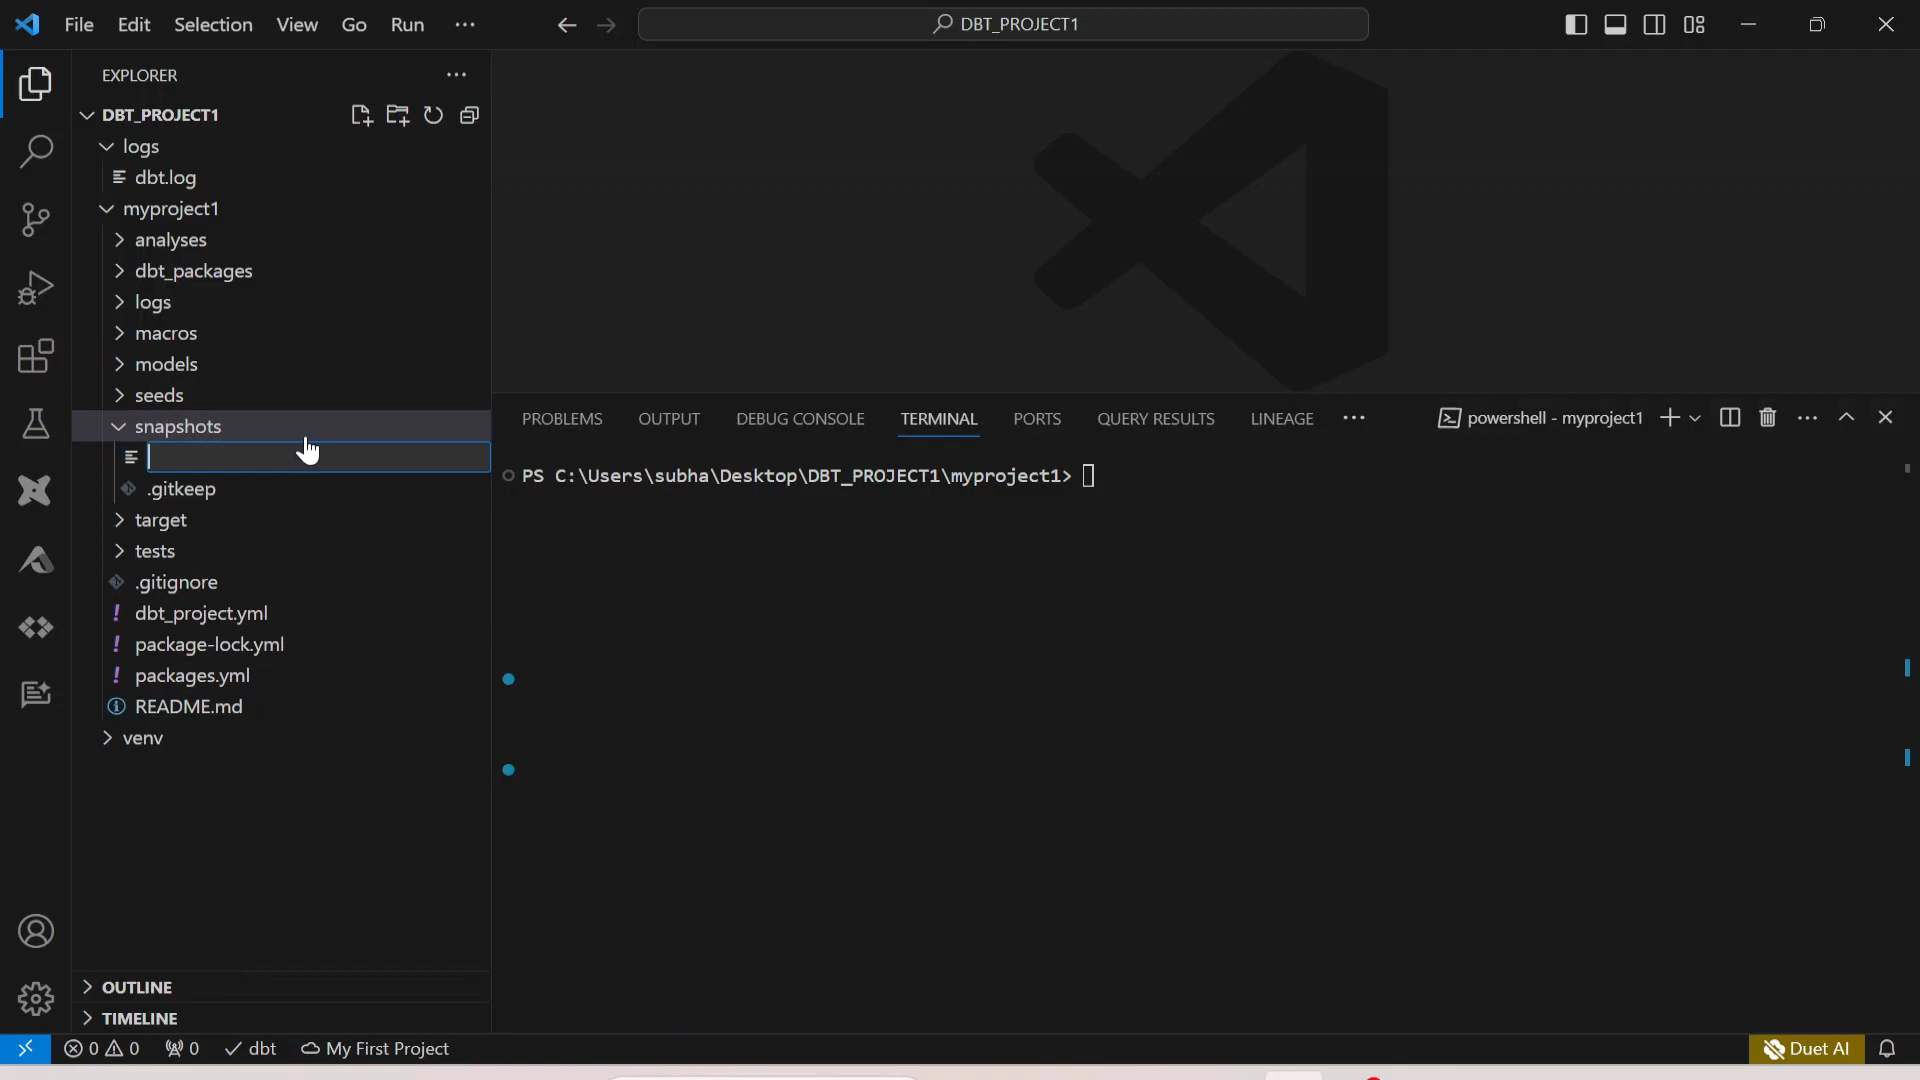 File Edit Selection View Go Run ···
DBT_PROJECT1
EXPLORER
DBT_PROJECT1
logs
dbt.log
myproject1
analyses
dbt_packages
logs
macros
models
seeds
snapshots
.gitkeep
target
tests
.gitignore
dbt_project.yml
package-lock.yml
packages.yml
README.md
venv
OUTLINE
TIMELINE
PROBLEMS OUTPUT DEBUG CONSOLE TERMINAL PORTS QUERY RESULTS LINEAGE ··· powershell - myproject1
PS C:\Users\subha\Desktop\DBT_PROJECT1\myproject1>
0 0 0 dbt My First Project Duet AI